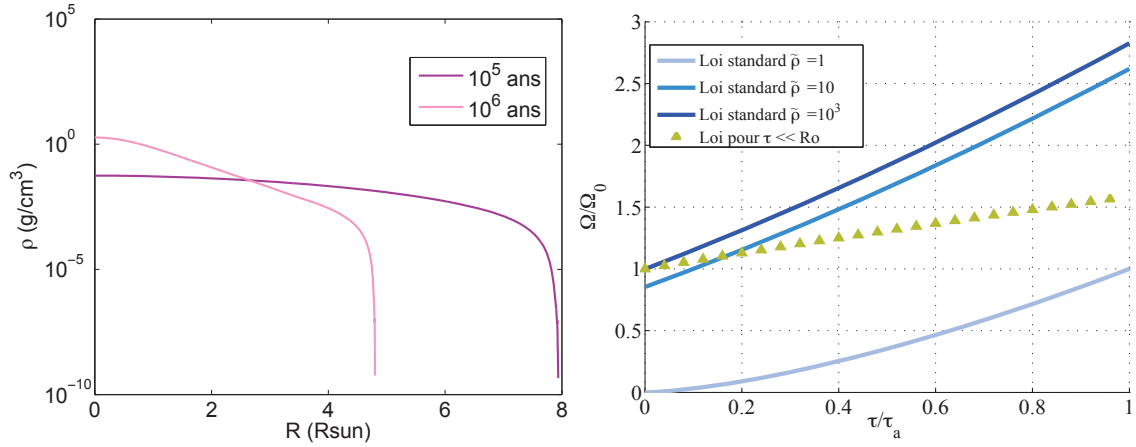 10^0
10^-5
10^-10
ρ (g/cm^3)
0
2
4
6
8
R (Rsun)
10^5 ans
10^6 ans
3
2.5
2
1.5
1
0.5
0
Ω/Ω_0
0
0.2
0.4
0.6
0.8
1
τ/τ_a
Loi standard ρ̃ =1
Loi standard ρ̃ =10
Loi standard ρ̃ =10^3
Loi pour τ << Ro